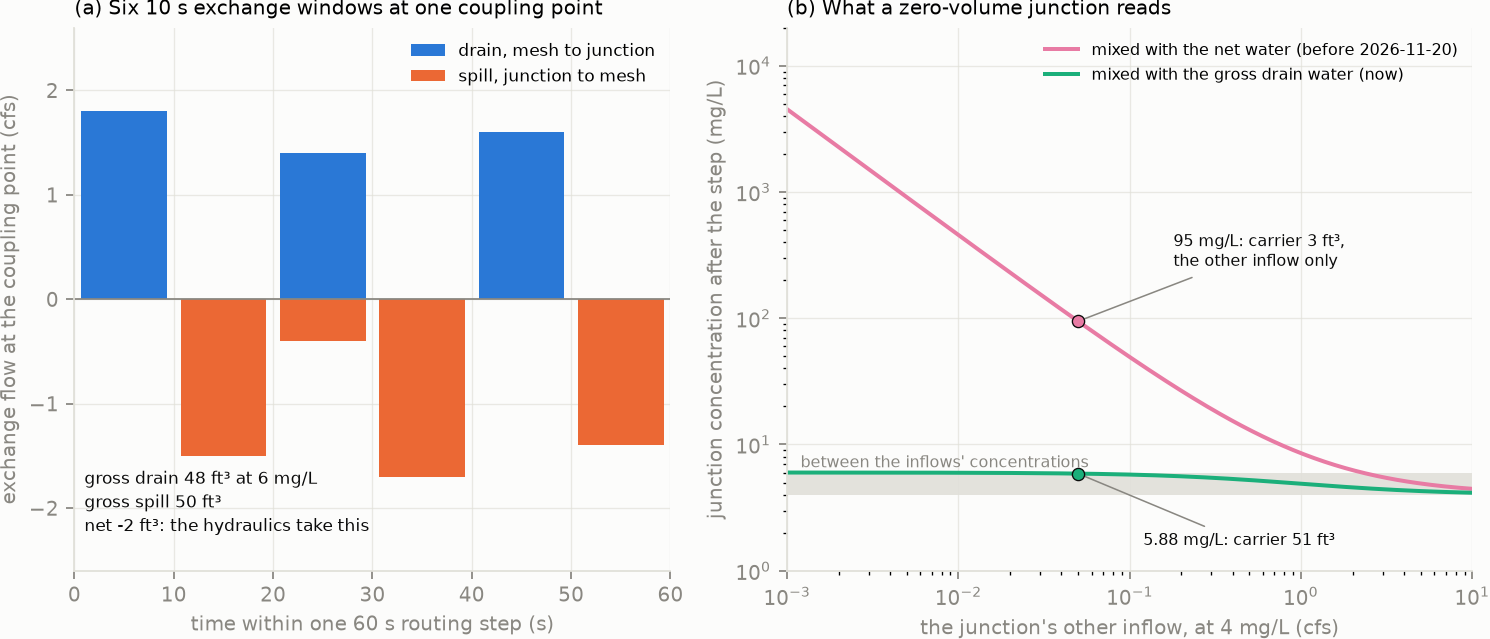 (a) Six 10 s exchange windows at one coupling point
drain, mesh to junction
spill, junction to mesh
exchange flow at the coupling point (cfs)
2
1
0
−1
−2
gross drain 48 ft³ at 6 mg/L
gross spill 50 ft³
net -2 ft³: the hydraulics take this
0 10 20 30 40 50 60
time within one 60 s routing step (s)
(b) What a zero-volume junction reads
mixed with the net water (before 2026-11-20)
mixed with the gross drain water (now)
junction concentration after the step (mg/L)
10⁴
10³
10²
10¹
10⁰
95 mg/L: carrier 3 ft³,
the other inflow only
between the inflows' concentrations
5.88 mg/L: carrier 51 ft³
10⁻³ 10⁻² 10⁻¹ 10⁰ 10¹
the junction's other inflow, at 4 mg/L (cfs)